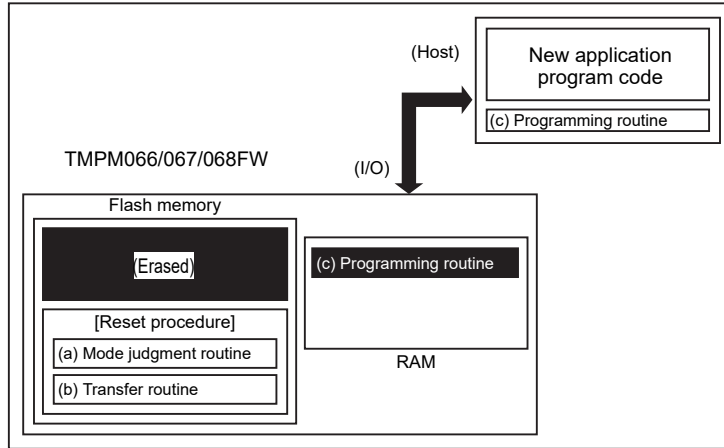 (Host)
New application
program code
(c) Programming routine
TMPM066/067/068FW
(I/O)
Flash memory
(Erased)
(c) Programming routine
[Reset procedure]
(a) Mode judgment routine
(b) Transfer routine
RAM